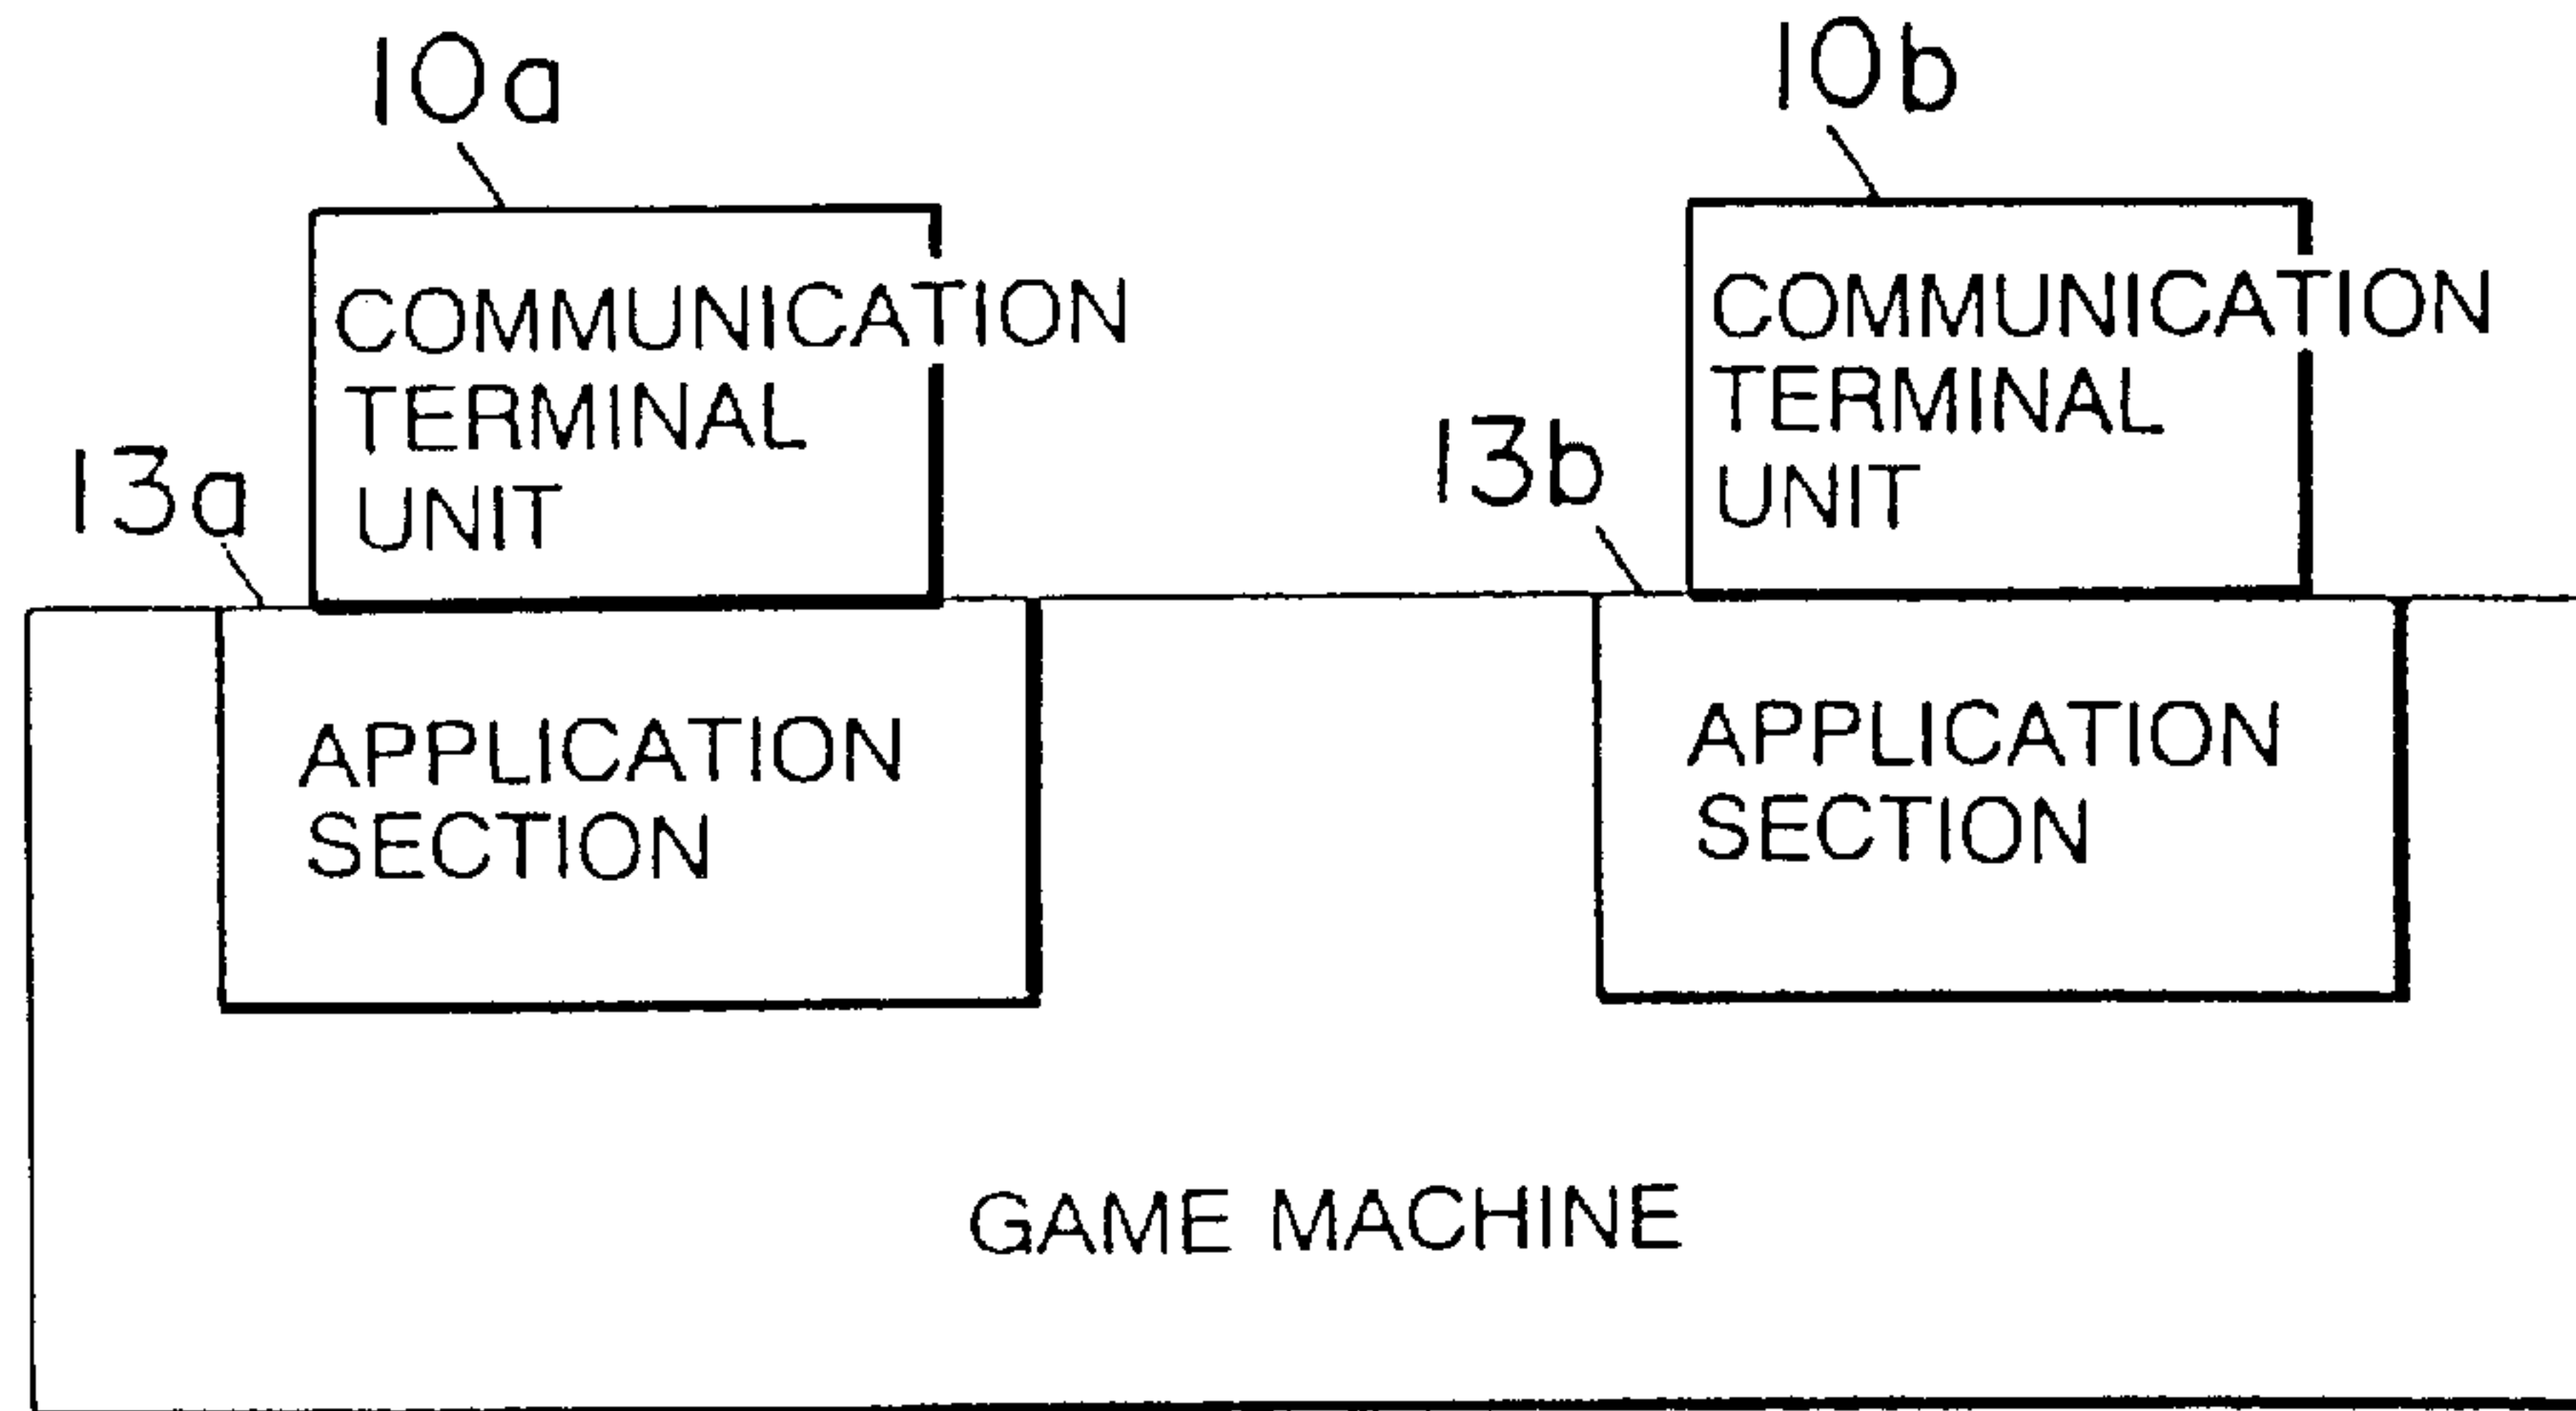 10a
10b
COMMUNICATION
TERMINAL
UNIT
COMMUNICATION
TERMINAL
UNIT
13a
13b
APPLICATION
SECTION
APPLICATION
SECTION
GAME MACHINE